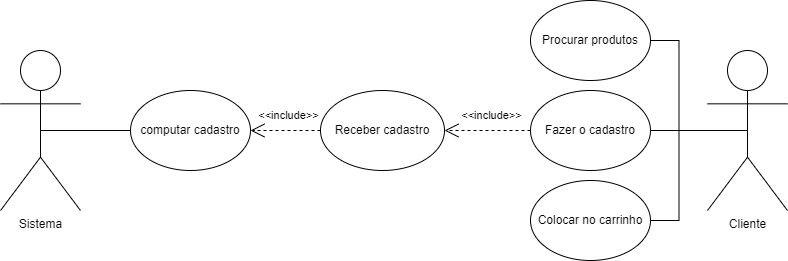 Procurar produtos
<<include>>
<<include>>
computar cadastro
Receber cadastro
Fazer o cadastro
Colocar no carrinho
Sistema
Cliente